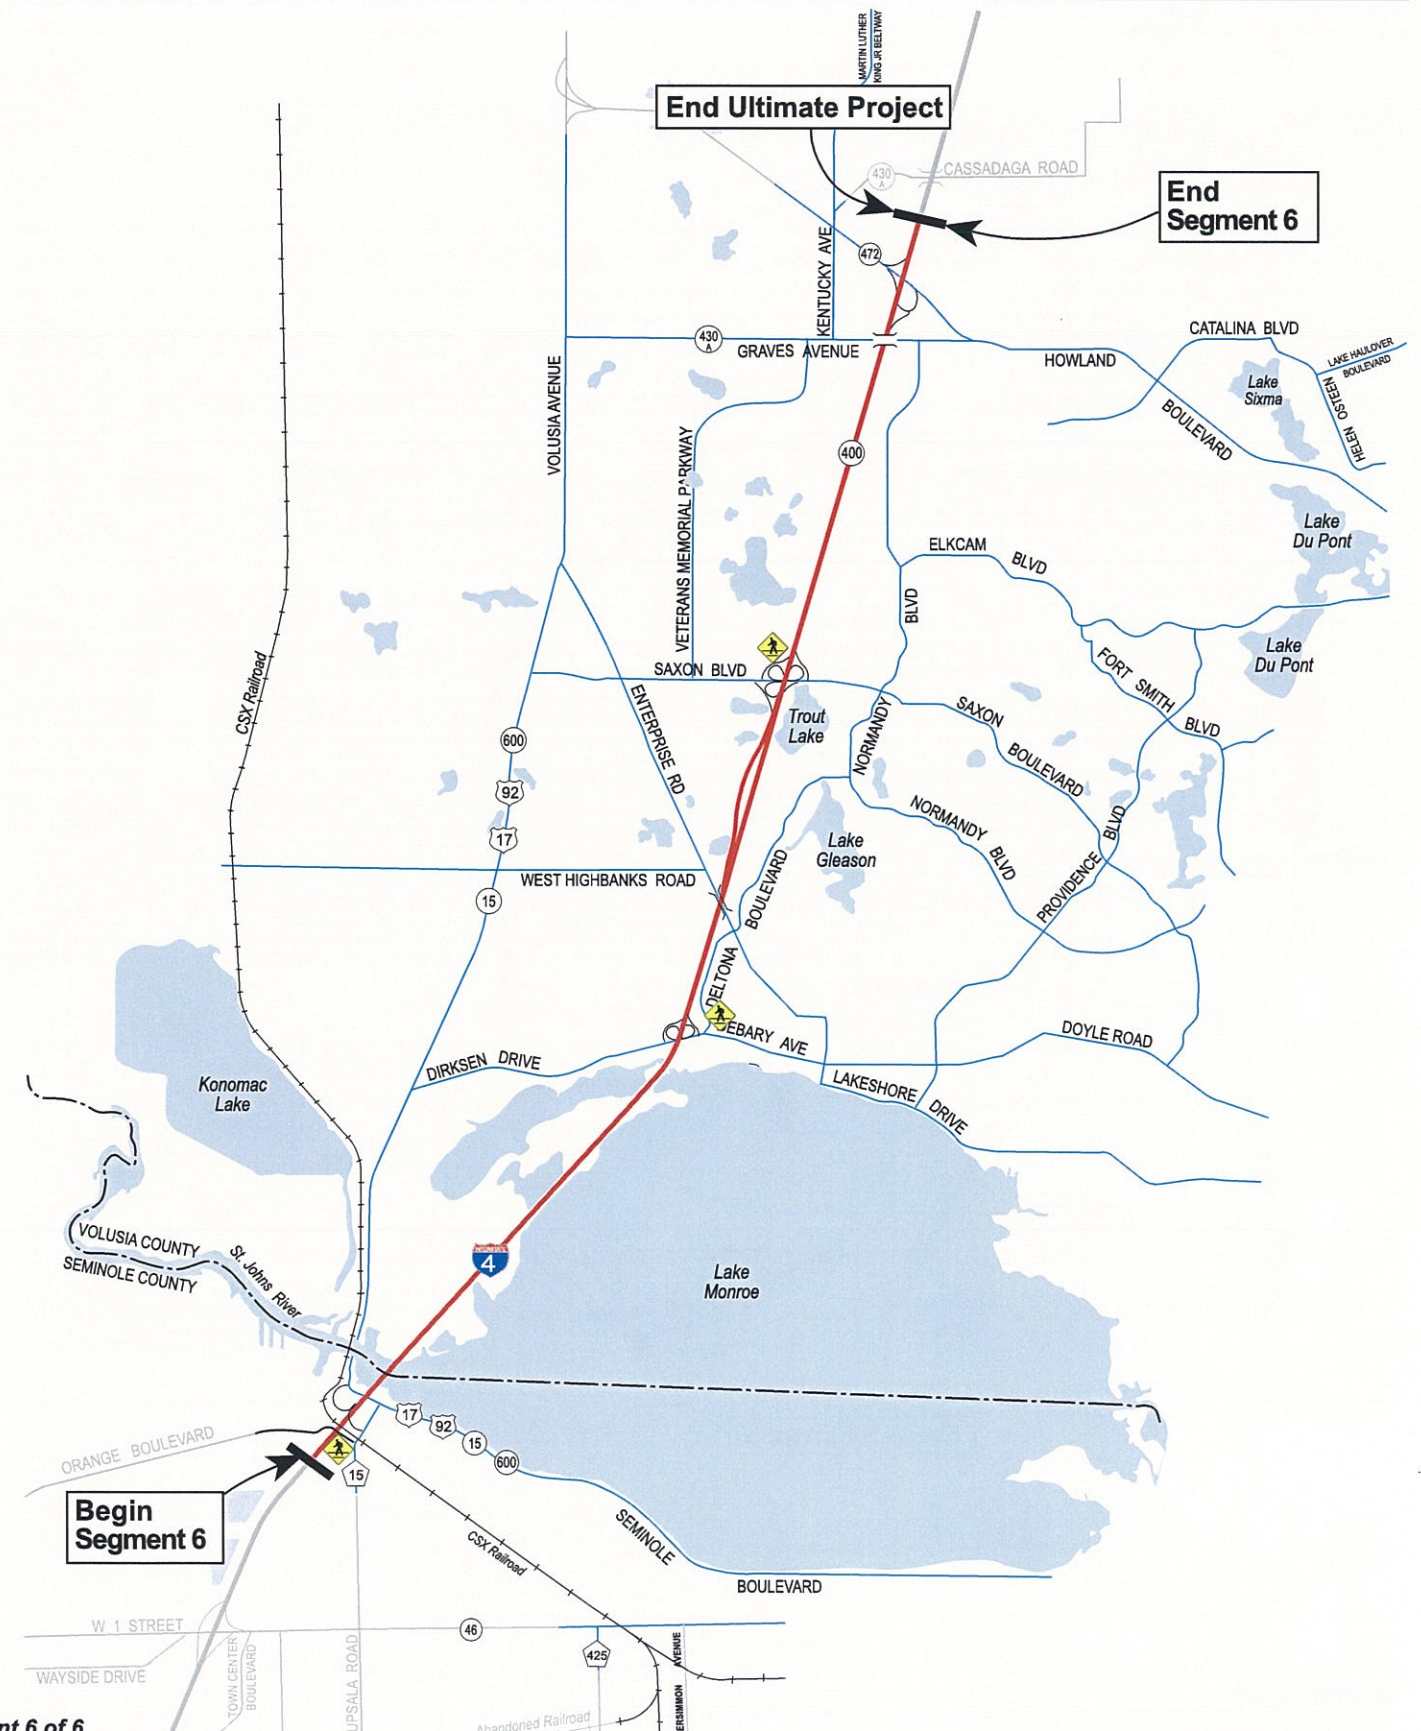 MARTIN LUTHER
KING JR BELTWAY
End Ultimate Project
430
A
CASSADAGA ROAD
End
Segment 6
472
KENTUCKY AVE
430
A
GRAVES AVENUE
HOWLAND
BOULEVARD
CATALINA BLVD
LAKE HAULOVER
BOULEVARD
HELEN OSTEEN
Lake
Sixma
VOLUSIA AVENUE
400
VETERANS MEMORIAL PARKWAY
Lake
Du Pont
ELKCAM BLVD
BLVD
NORMANDY
Lake
Du Pont
FORT SMITH BLVD
CSX Railroad
SAXON BLVD
ENTERPRISE RD
Trout
Lake
SAXON
BOULEVARD
600
92
17
15
NORMANDY BLVD
Lake
Gleason
PROVIDENCE BLVD
WEST HIGHBANKS ROAD
DELTONA BOULEVARD
EBARY AVE
DOYLE ROAD
DIRKSEN DRIVE
LAKESHORE DRIVE
Konomac
Lake
VOLUSIA COUNTY
SEMINOLE COUNTY
St. Johns River
4
Lake
Monroe
17
92
15
600
ORANGE BOULEVARD
15
Begin
Segment 6
CSX Railroad
SEMINOLE
BOULEVARD
W 1 STREET
46
425
WAYSIDE DRIVE
TOWN CENTER
BOULEVARD
UPSALA ROAD
ERSIMMON AVENUE
Abandoned Railroad
nt 6 of 6